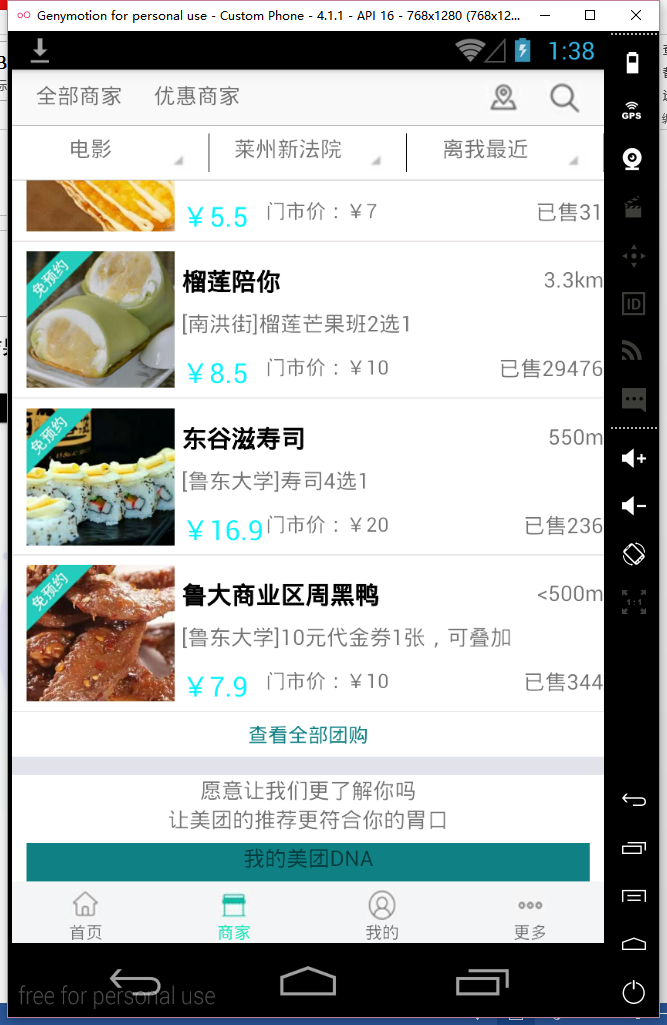 Genymotion for personal use - Custom Phone - 4.1.1 - API 16 - 768x1280 (768x12...
1:38
全部商家 优惠商家
GPS
电影 莱州新法院 离我最近
¥5.5 门市价：¥7 已售31
免预约
榴莲陪你 3.3km
[南洪街]榴莲芒果班2选1
¥8.5 门市价：¥10 已售29476
免预约
东谷滋寿司 550m
[鲁东大学]寿司4选1
¥16.9 门市价：¥20 已售236
免预约
鲁大商业区周黑鸭 <500m
[鲁东大学]10元代金券1张，可叠加
¥7.9 门市价：¥10 已售344
ID
1:1
查看全部团购
愿意让我们更了解你吗
让美团的推荐更符合你的胃口
我的美团DNA
首页 商家 我的 更多
free for personal use